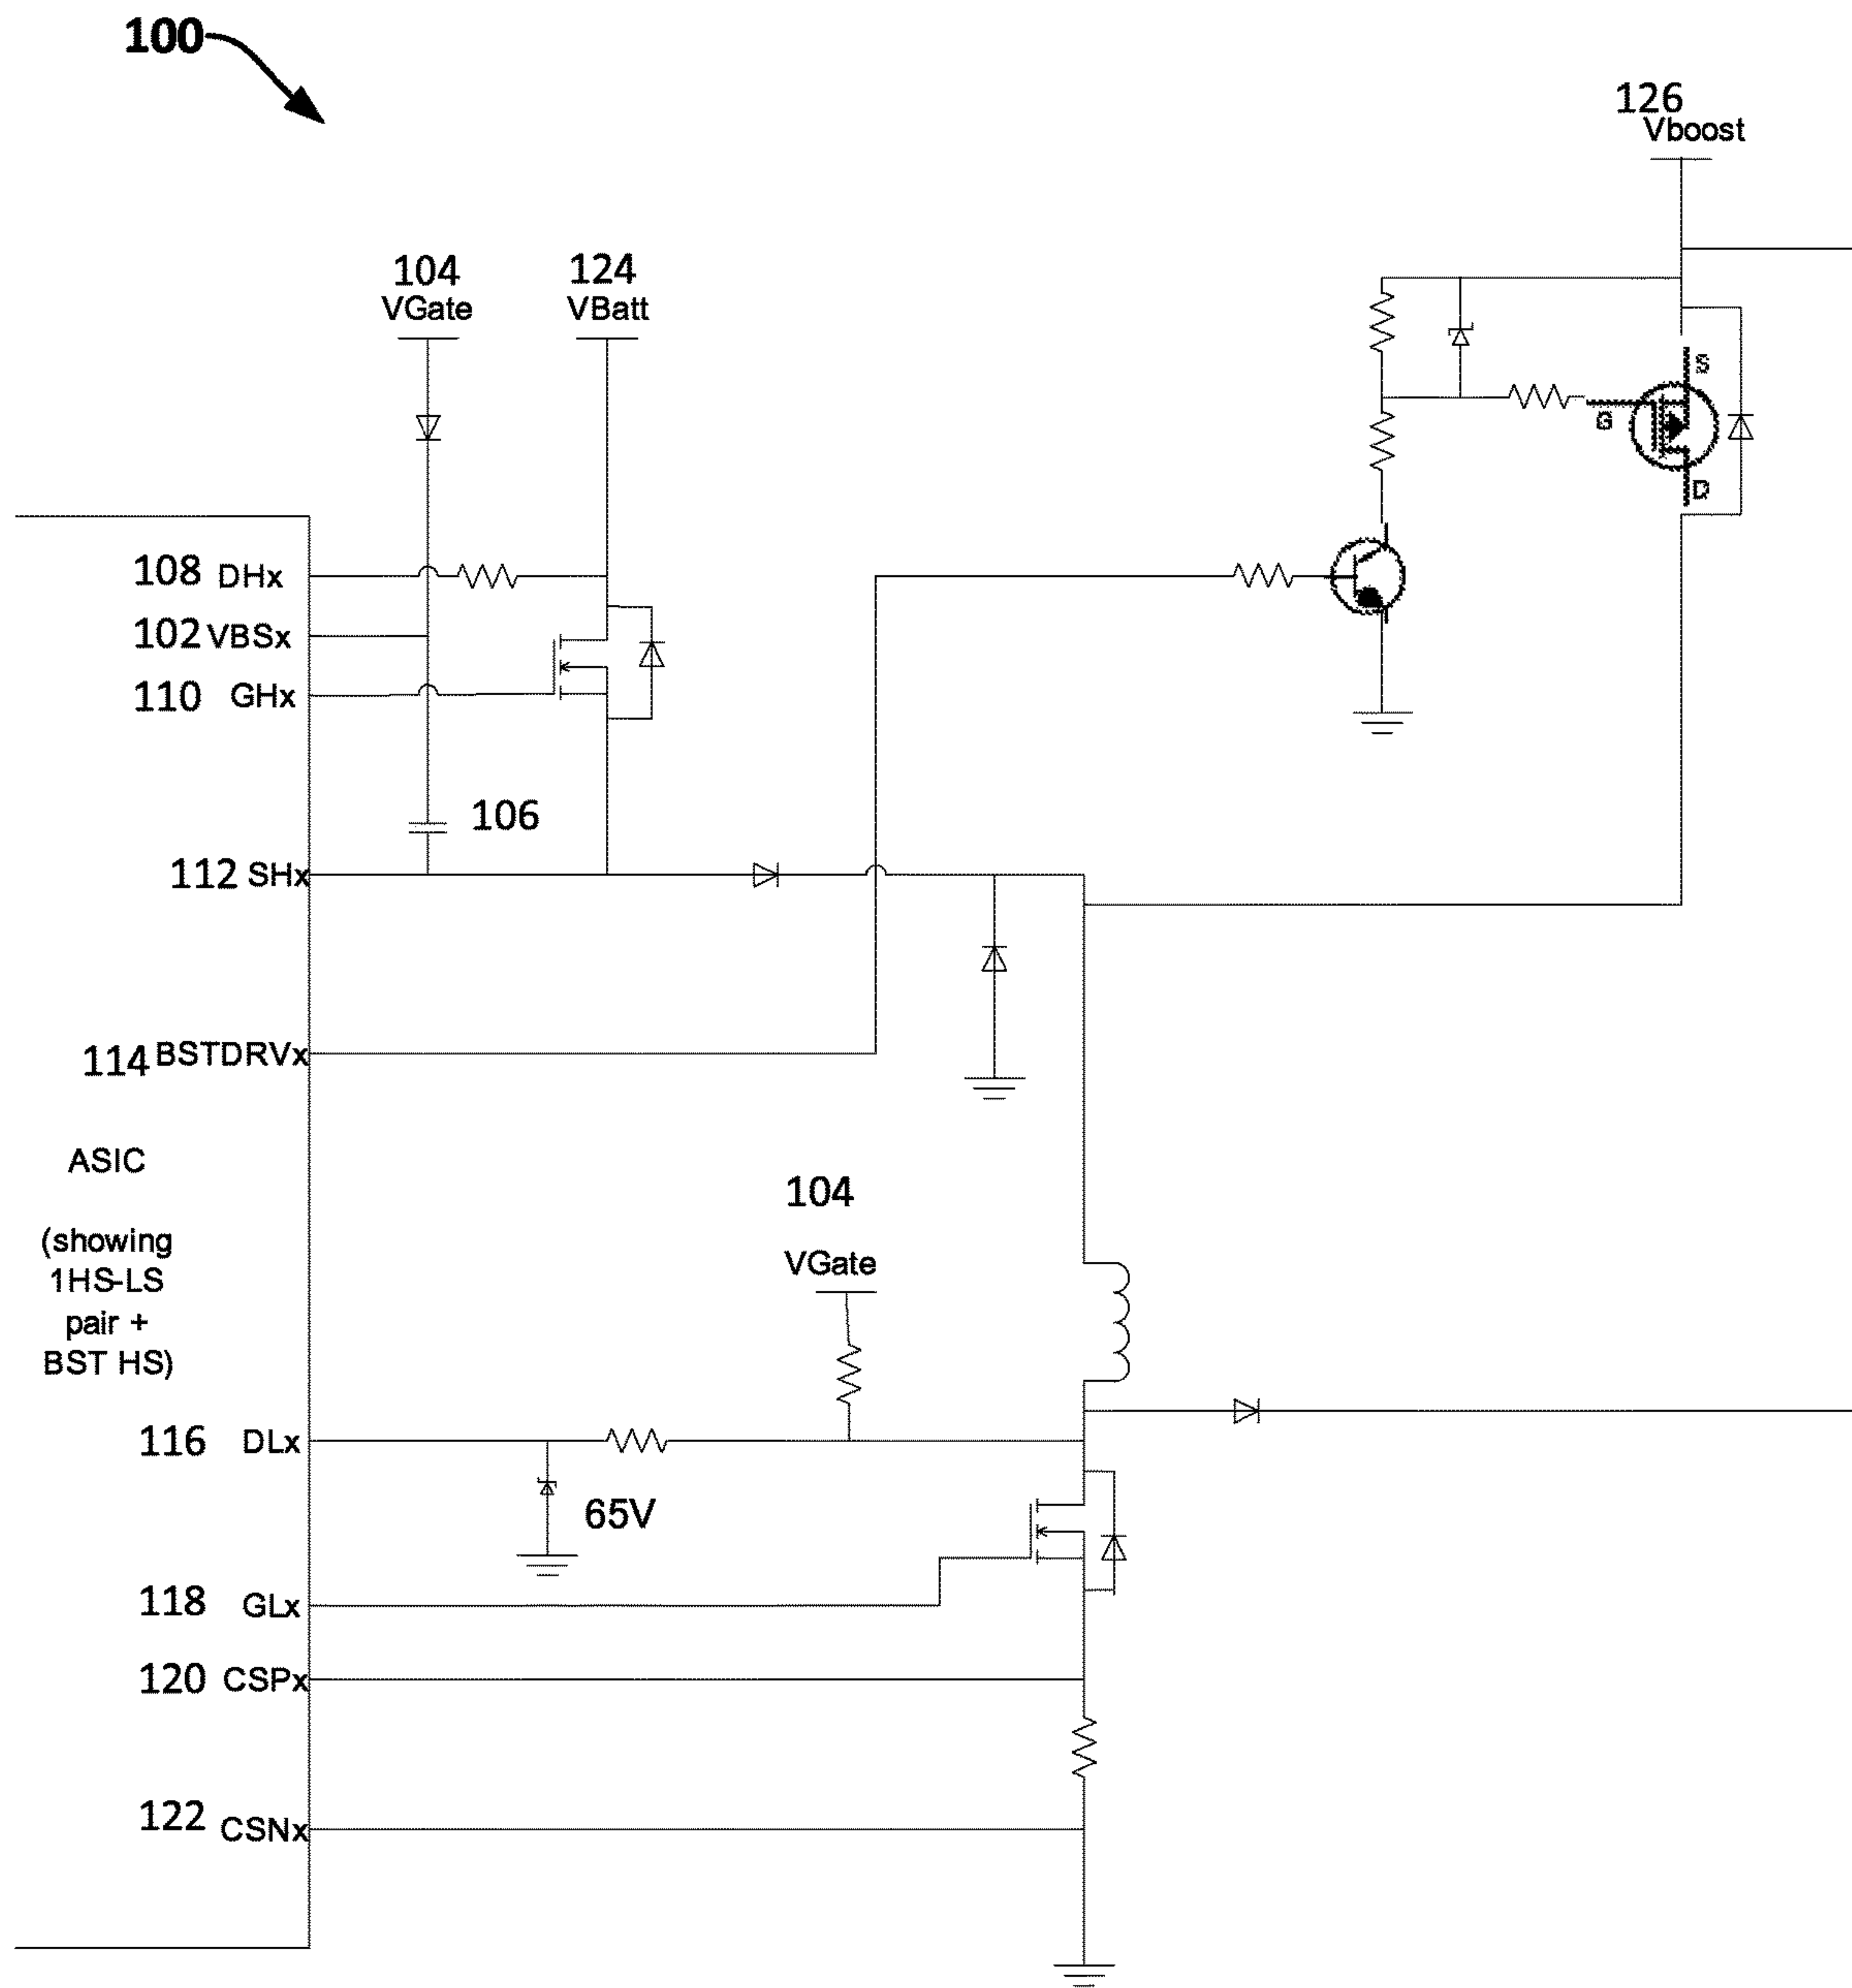 100
126
Vboost
104
VGate
124
VBatt
S
G
D
108 DHx
102 VBSx
110 GHx
106
112 SHx
114 BSTDRVx
ASIC
(showing
1HS-LS
pair +
BST HS)
104
VGate
116 DLx
65V
118 GLx
120 CSPx
122 CSNx